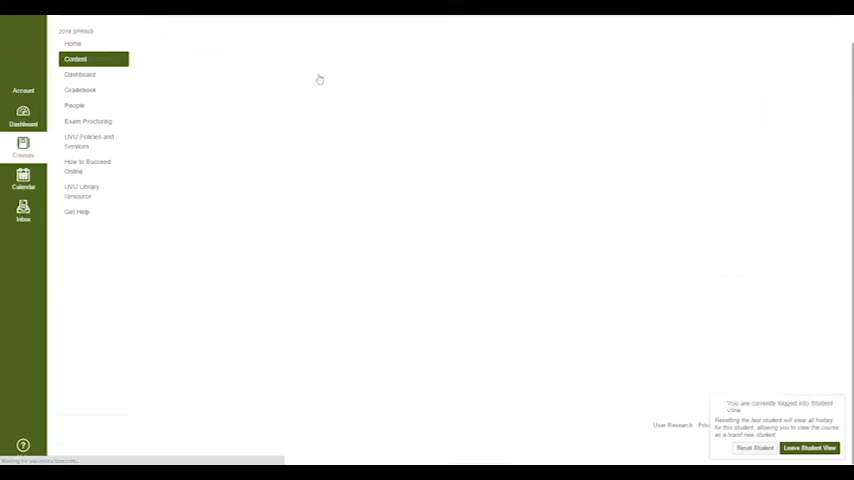 Account
Dashboard
Courses
Calendar
Inbox
2018 SPRING
Home
Content
Dashboard
Gradebook
People
Exam Proctoring
UVU Policies and
Services
How to Succeed
Online
UVU Library
Resource
Get Help
User Research
You are currently logged into Student
View
Resetting the test student will clear all history
for this student, allowing you to view the course
as a brand new student
Reset Student
Leave Student View